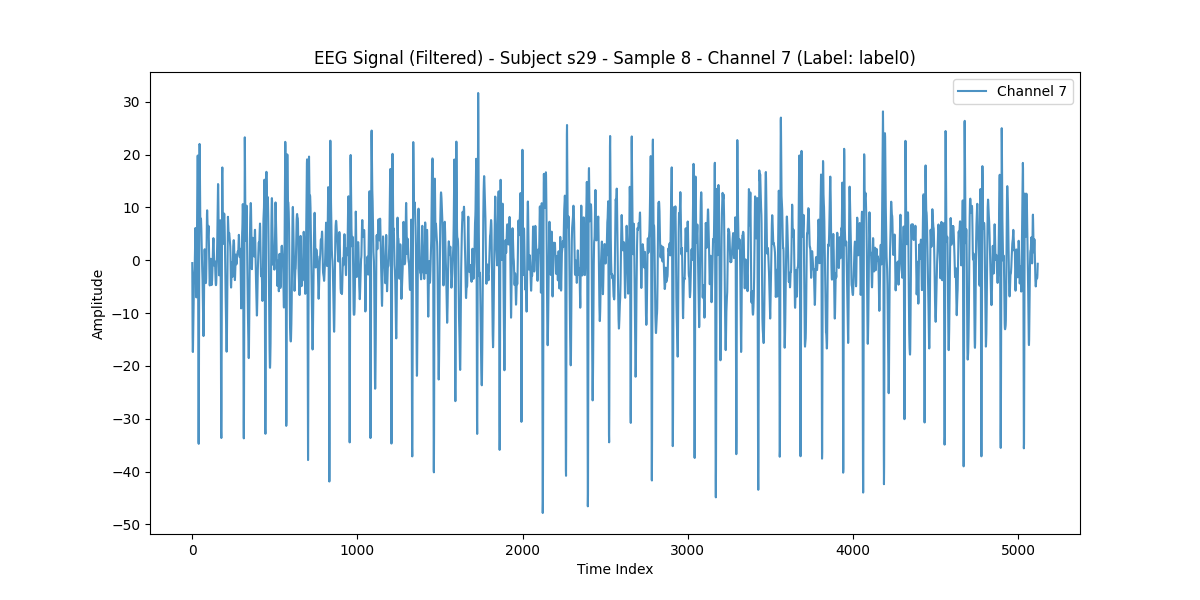 EEG Signal (Filtered) - Subject s29 - Sample 8 - Channel 7 (Label: label0)
Channel 7
30
20
10
0
−10
−20
−30
−40
−50
Amplitude
0 1000 2000 3000 4000 5000
Time Index